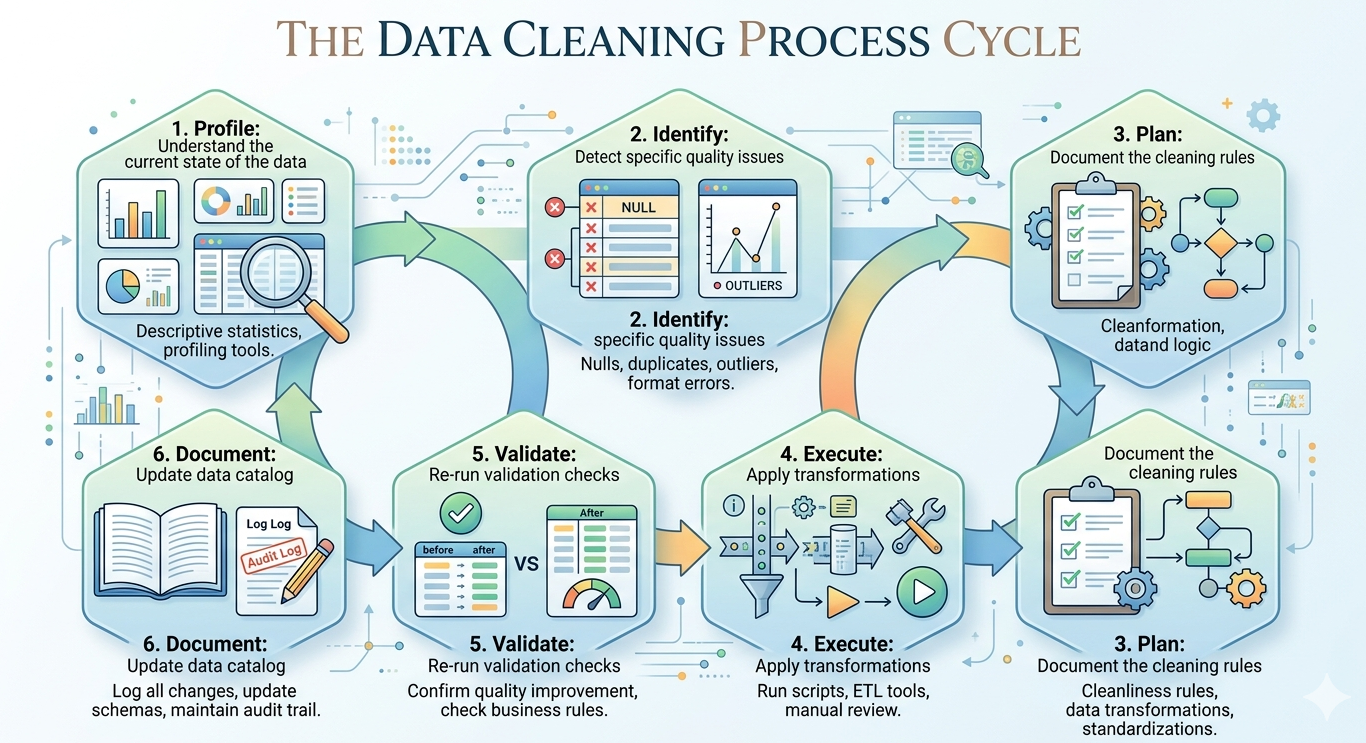 THE DATA CLEANING PROCESS CYCLE
1. Profile:
Understand the
current state of the data
Descriptive statistics,
profiling tools.
2. Identify:
Detect specific quality issues
NULL
OUTLIERS
2. Identify:
specific quality issues
Nulls, duplicates, outliers,
format errors.
3. Plan:
Document the cleaning rules
Cleanformation,
datand logic
6. Document:
Update data catalog
Log Log
Audit Log
6. Document:
Update data catalog
Log all changes, update
schemas, maintain audit trail.
5. Validate:
Re-run validation checks
before after
VS
After
5. Validate:
Re-run validation checks
Confirm quality improvement,
check business rules.
4. Execute:
Apply transformations
4. Execute:
Apply transformations
Run scripts, ETL tools,
manual review.
Document the
cleaning rules
3. Plan:
Document the cleaning rules
Cleanliness rules,
data transformations,
standardizations.